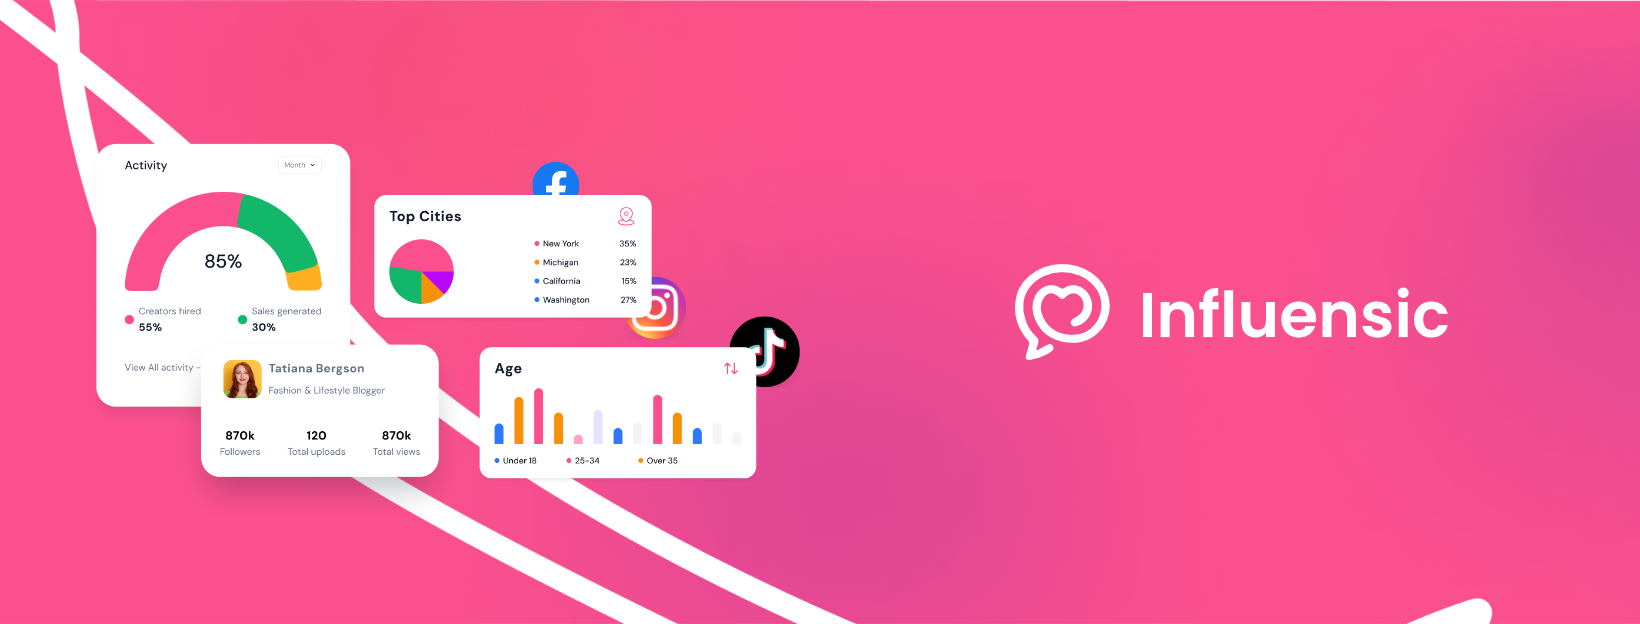 Activity
Month
85%
Creators hired
55%
Sales generated
30%
View All activity
Tatiana Bergson
Fashion & Lifestyle Blogger
870k
Followers
120
Total uploads
870k
Total views
Top Cities
New York 35%
Michigan 23%
California 15%
Washington 27%
Age
Under 18
25-34
Over 35
Influensic